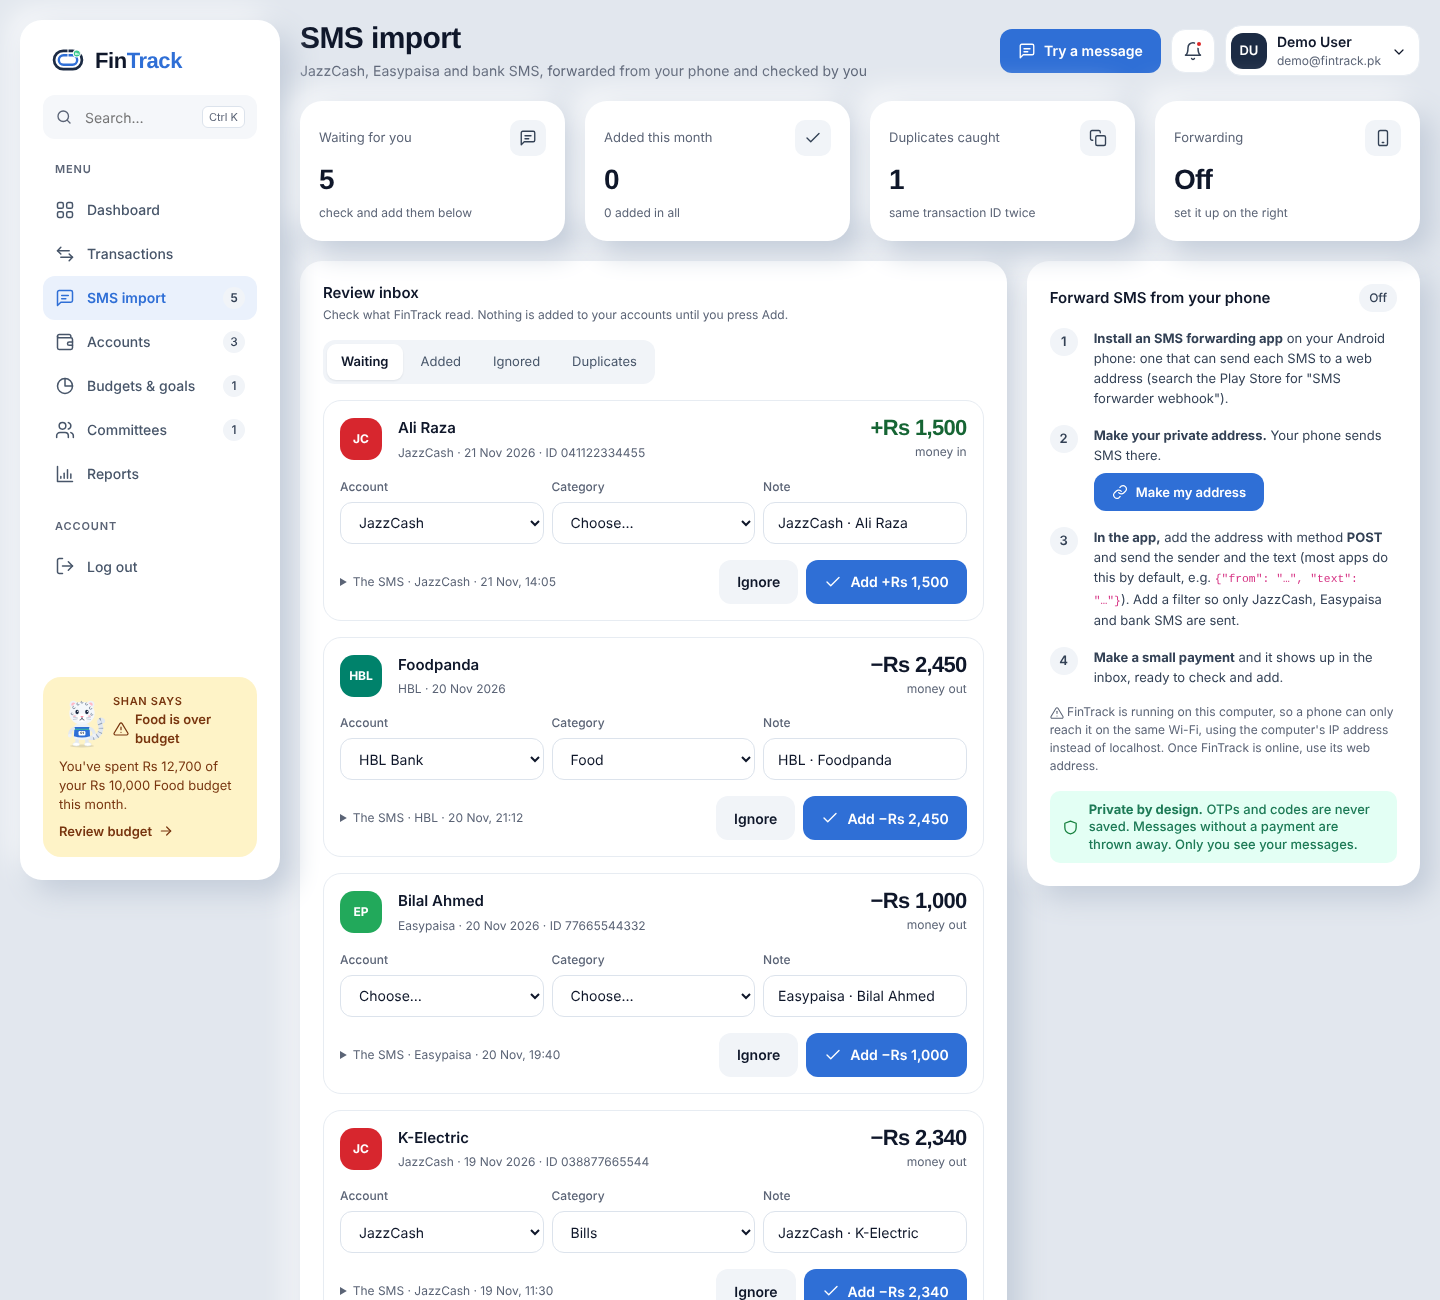 FinTrack
Search...
Ctrl K
MENU
Dashboard
Transactions
SMS import
5
Accounts
3
Budgets & goals
1
Committees
1
Reports
ACCOUNT
Log out
SHAN SAYS
Food is over
budget
You've spent Rs 12,700 of
your Rs 10,000 Food budget
this month.
Review budget
SMS import
JazzCash, Easypaisa and bank SMS, forwarded from your phone and checked by you
Try a message
DU
Demo User
demo@fintrack.pk
Waiting for you
5
check and add them below
Added this month
0
0 added in all
Duplicates caught
1
same transaction ID twice
Forwarding
Off
set it up on the right
Review inbox
Check what FinTrack read. Nothing is added to your accounts until you press Add.
Waiting
Added
Ignored
Duplicates
JC
Ali Raza
JazzCash · 21 Nov 2026 · ID 041122334455
+Rs 1,500
money in
Account
Category
Note
JazzCash
Choose...
JazzCash · Ali Raza
The SMS · JazzCash · 21 Nov, 14:05
Ignore
Add +Rs 1,500
HBL
Foodpanda
HBL · 20 Nov 2026
−Rs 2,450
money out
Account
Category
Note
HBL Bank
Food
HBL · Foodpanda
The SMS · HBL · 20 Nov, 21:12
Ignore
Add −Rs 2,450
EP
Bilal Ahmed
Easypaisa · 20 Nov 2026 · ID 77665544332
−Rs 1,000
money out
Account
Category
Note
Choose...
Choose...
Easypaisa · Bilal Ahmed
The SMS · Easypaisa · 20 Nov, 19:40
Ignore
Add −Rs 1,000
JC
K-Electric
JazzCash · 19 Nov 2026 · ID 038877665544
−Rs 2,340
money out
Account
Category
Note
JazzCash
Bills
JazzCash · K-Electric
The SMS · JazzCash · 19 Nov, 11:30
Ignore
Add −Rs 2,340
Forward SMS from your phone
Off
1
Install an SMS forwarding app on your Android
phone: one that can send each SMS to a web
address (search the Play Store for "SMS
forwarder webhook").
2
Make your private address. Your phone sends
SMS there.
Make my address
3
In the app, add the address with method POST
and send the sender and the text (most apps do
this by default, e.g. {"from": "…", "text":
"…"}). Add a filter so only JazzCash, Easypaisa
and bank SMS are sent.
4
Make a small payment and it shows up in the
inbox, ready to check and add.
FinTrack is running on this computer, so a phone can only
reach it on the same Wi-Fi, using the computer's IP address
instead of localhost. Once FinTrack is online, use its web
address.
Private by design. OTPs and codes are never
saved. Messages without a payment are
thrown away. Only you see your messages.